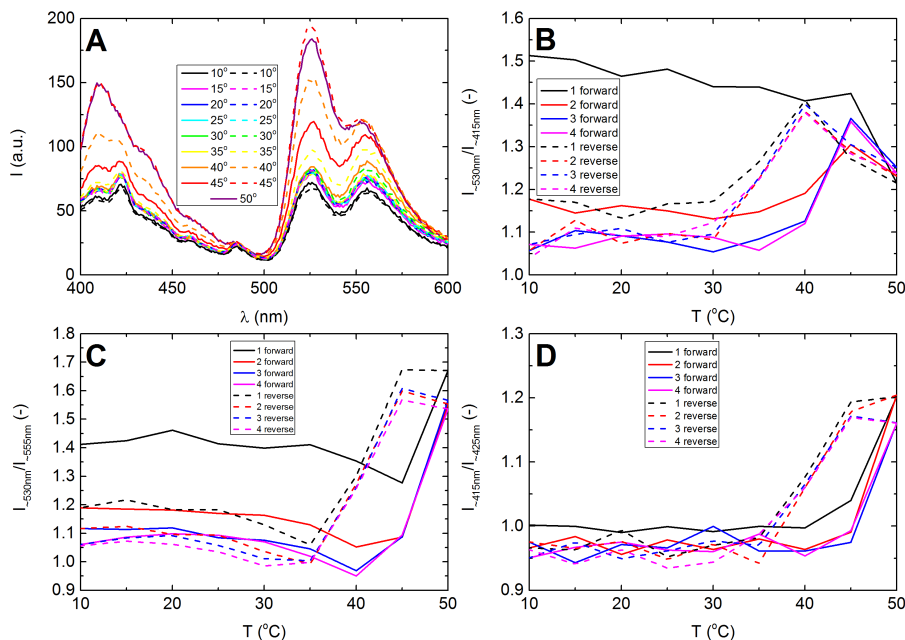 A
I (a.u.)
200
150
100
50
0
10° 10°
15° 15°
20° 20°
25° 25°
30° 30°
35° 35°
40° 40°
45° 45°
50°
400 450 500 550 600
λ (nm)
B
I~530nm/I~415nm (-)
1.6
1.5
1.4
1.3
1.2
1.1
1.0
1 forward
2 forward
3 forward
4 forward
1 reverse
2 reverse
3 reverse
4 reverse
10 20 30 40 50
T (°C)
C
I~530nm/I~555nm (-)
1.8
1.7
1.6
1.5
1.4
1.3
1.2
1.1
1.0
0.9
1 forward
2 forward
3 forward
4 forward
1 reverse
2 reverse
3 reverse
4 reverse
10 20 30 40 50
T (°C)
D
I~415nm/I~425nm (-)
1.3
1.2
1.1
1.0
0.9
1 forward
2 forward
3 forward
4 forward
1 reverse
2 reverse
3 reverse
4 reverse
10 20 30 40 50
T (°C)